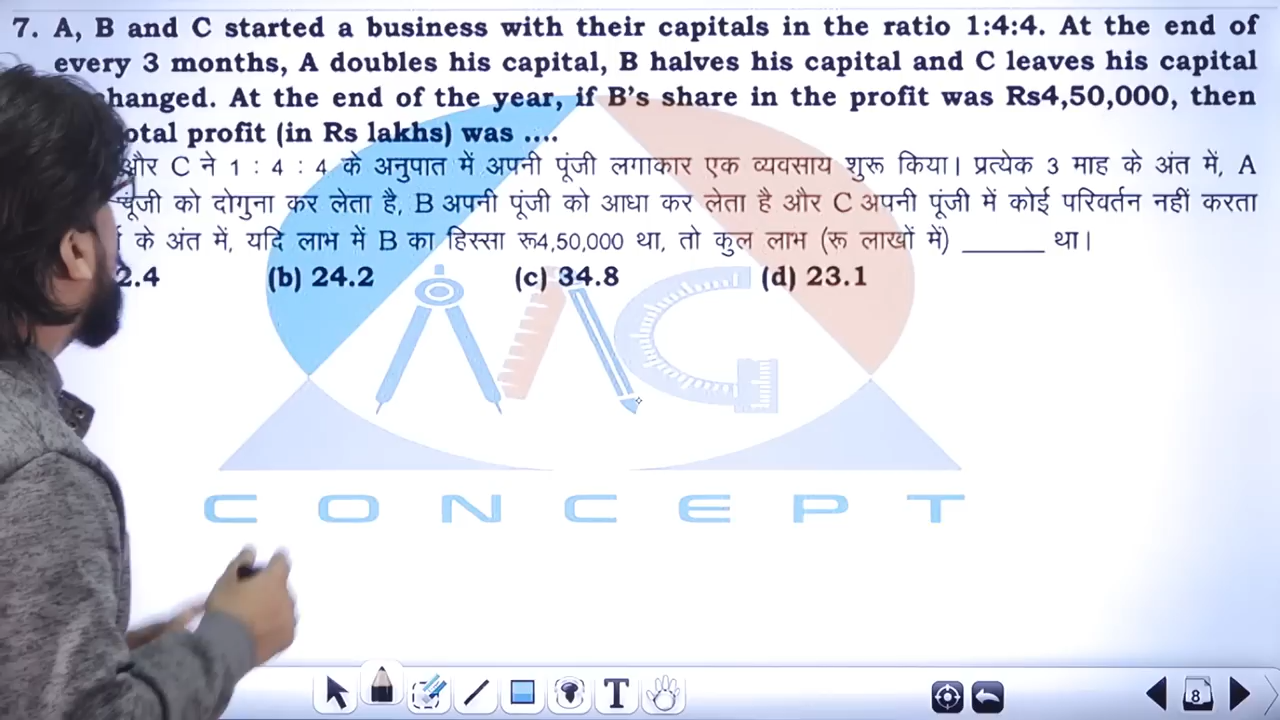 7. A, B and C started a business with their capitals in the ratio 1:4:4. At the end of
every 3 months, A doubles his capital, B halves his capital and C leaves his capital
hanged. At the end of the year, if B's share in the profit was Rs4,50,000, then
otal profit (in Rs lakhs) was ....
और C ने 1 : 4 : 4 के अनुपात में अपनी पूंजी लगाकार एक व्यवसाय शुरू किया। प्रत्येक 3 माह के अंत में, A
पूंजी को दोगुना कर लेता है, B अपनी पूंजी को आधा कर लेता है और C अपनी पूंजी में कोई परिवर्तन नहीं करता
के अंत में, यदि लाभ में B का हिस्सा रू4,50,000 था, तो कुल लाभ (रू लाखों में) ______ था।
2.4 (b) 24.2 (c) 34.8 (d) 23.1
CONCEPT
T
8